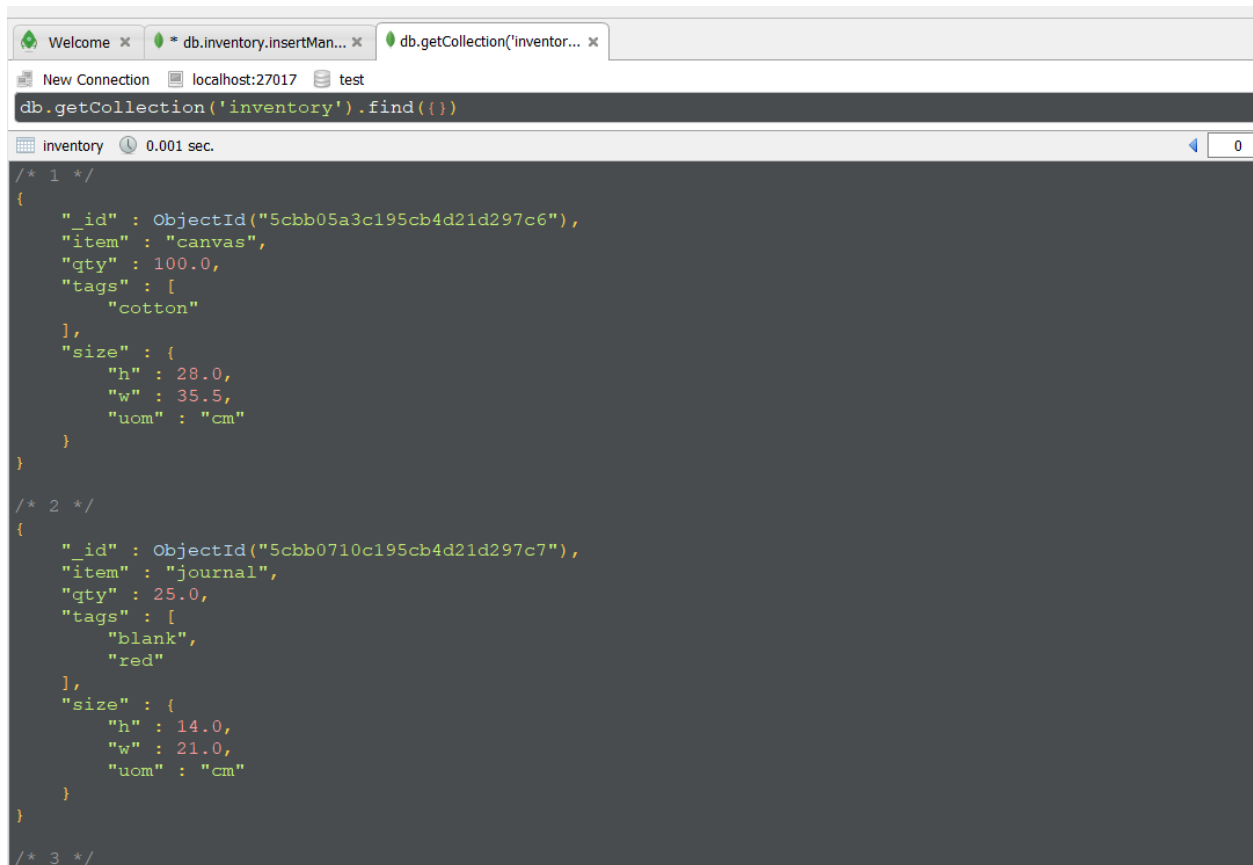 Welcome * db.inventory.insertMan... db.getCollection('inventor...
New Connection localhost:27017 test
db.getCollection('inventory').find({})
inventory 0.001 sec. 0
/* 1 */
{
    "_id" : ObjectId("5cbb05a3c195cb4d21d297c6"),
    "item" : "canvas",
    "qty" : 100.0,
    "tags" : [
        "cotton"
    ],
    "size" : {
        "h" : 28.0,
        "w" : 35.5,
        "uom" : "cm"
    }
}
/* 2 */
{
    "_id" : ObjectId("5cbb0710c195cb4d21d297c7"),
    "item" : "journal",
    "qty" : 25.0,
    "tags" : [
        "blank",
        "red"
    ],
    "size" : {
        "h" : 14.0,
        "w" : 21.0,
        "uom" : "cm"
    }
}
/* 3 */